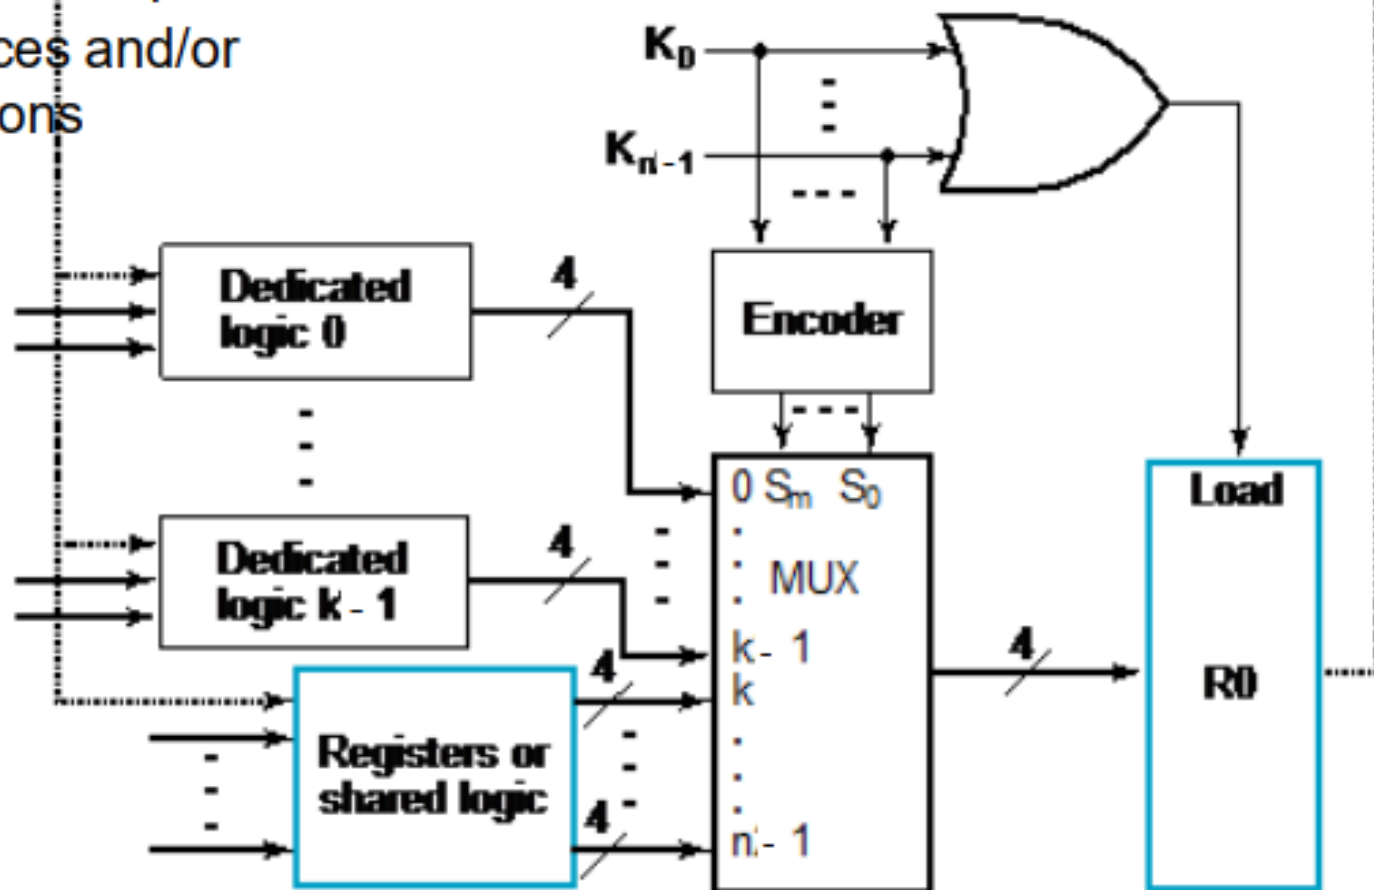 ces and/or
ons
K0
Kn-1
Dedicated
logic 0
4
Encoder
0 Sm S0
MUX
Load
Dedicated
logic k - 1
4
k - 1
k
4
R0
4
Registers or
shared logic
4
n - 1